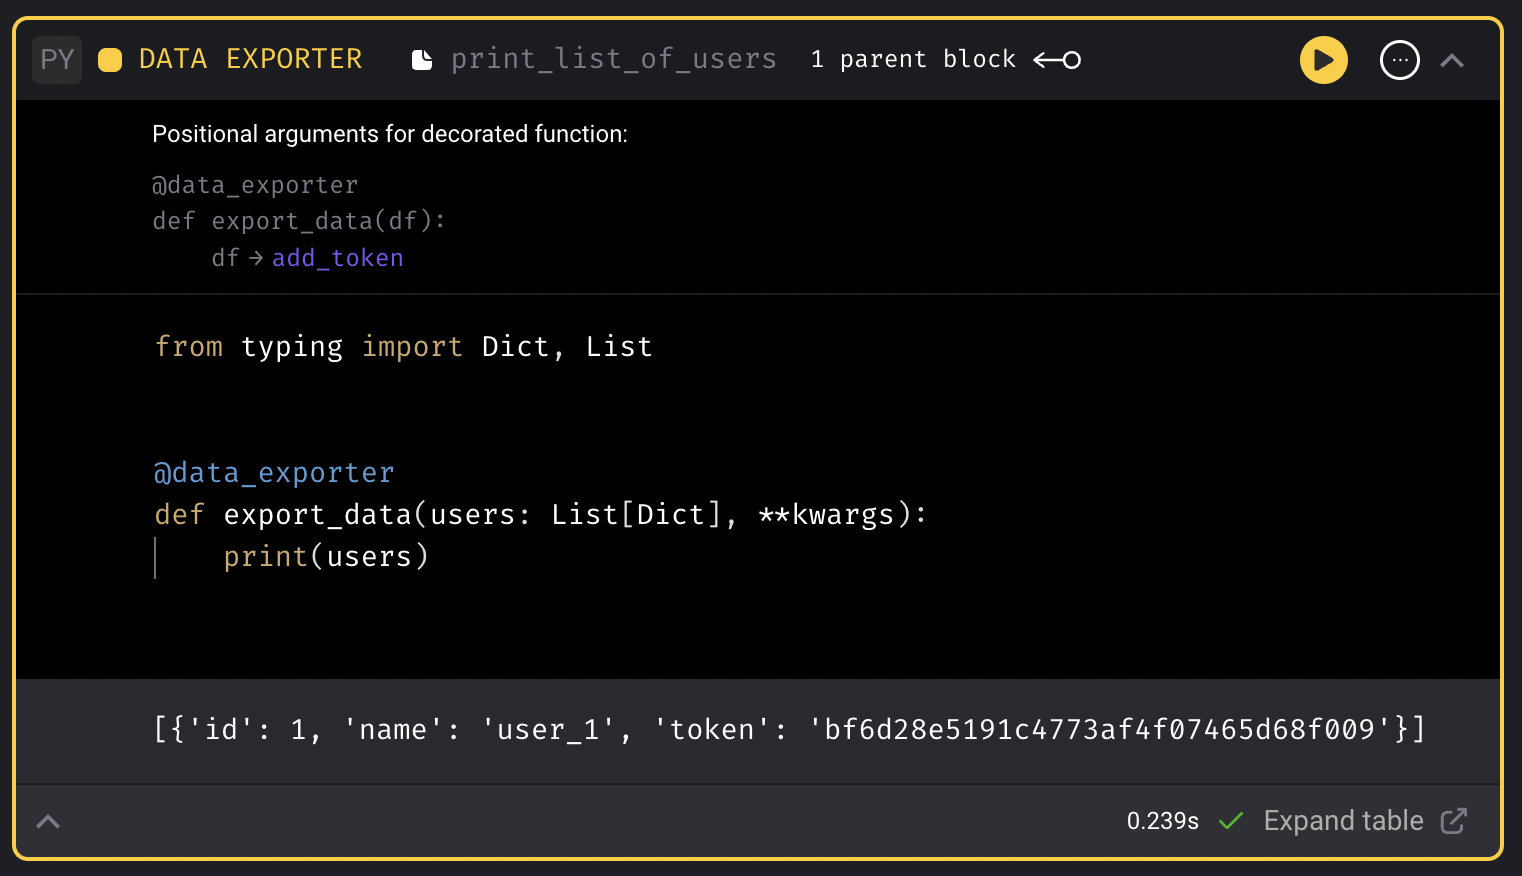 PY DATA EXPORTER print_list_of_users 1 parent block
Positional arguments for decorated function:
@data_exporter
def export_data(df):
    df → add_token
from typing import Dict, List
@data_exporter
def export_data(users: List[Dict], **kwargs):
    print(users)
[{'id': 1, 'name': 'user_1', 'token': 'bf6d28e5191c4773af4f07465d68f009'}]
0.239s Expand table